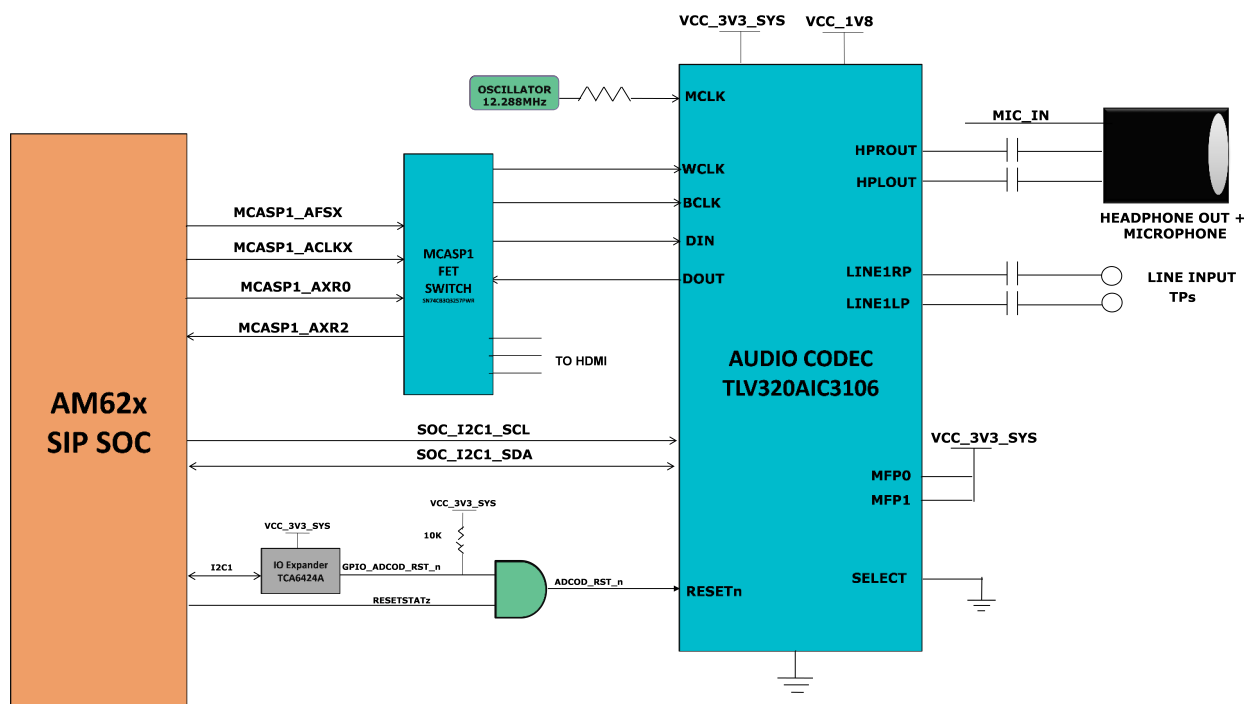 VCC_3V3_SYS
VCC_1V8
OSCILLATOR
12.288MHz
MCLK
MIC_IN
HPROUT
HPLOUT
HEADPHONE OUT +
MICROPHONE
WCLK
BCLK
DIN
DOUT
MCASP1_AFSX
MCASP1_ACLKX
MCASP1_AXR0
MCASP1_AXR2
MCASP1
FET
SWITCH
SN74CB3Q3257PWR
TO HDMI
LINE1RP
LINE1LP
LINE INPUT
TPs
AUDIO CODEC
TLV320AIC3106
AM62x
SIP SOC
SOC_I2C1_SCL
SOC_I2C1_SDA
VCC_3V3_SYS
MFP0
MFP1
VCC_3V3_SYS
10K
VCC_3V3_SYS
I2C1
IO Expander
TCA6424A
GPIO_ADCOD_RST_n
RESETSTATz
ADCOD_RST_n
RESETn
SELECT